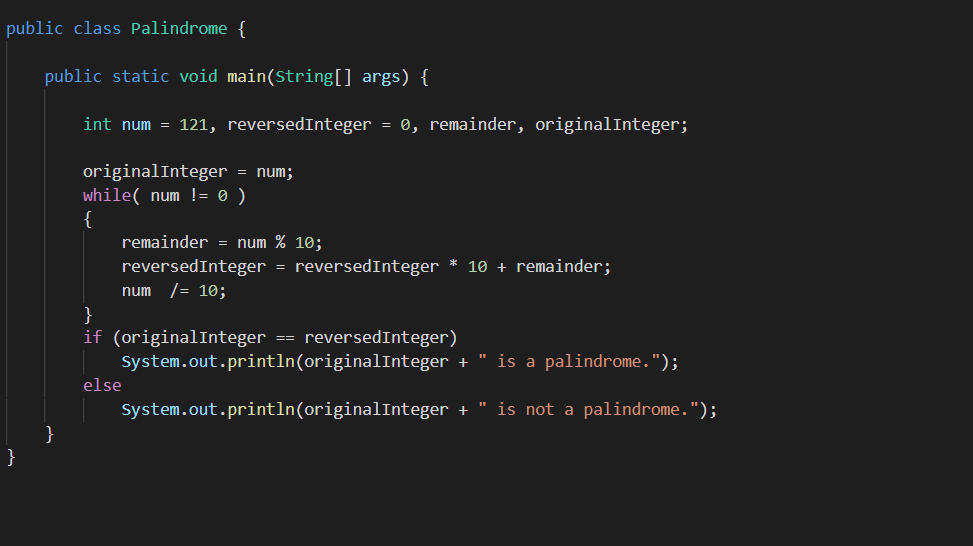 public class Palindrome {
public static void main(String[] args) {
int num = 121, reversedInteger = 0, remainder, originalInteger;
originalInteger = num;
while( num != 0 )
{
remainder = num % 10;
reversedInteger = reversedInteger * 10 + remainder;
num  /= 10;
}
if (originalInteger == reversedInteger)
System.out.println(originalInteger + " is a palindrome.");
else
System.out.println(originalInteger + " is not a palindrome.");
}
}